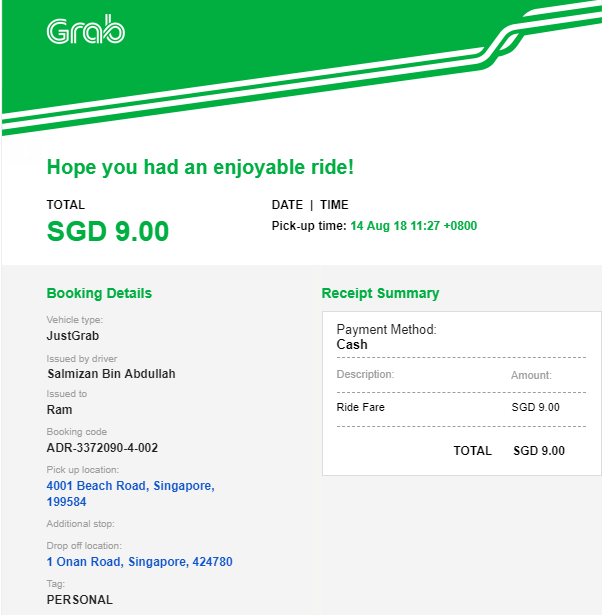 Grab
Hope you had an enjoyable ride!
TOTAL
SGD 9.00
DATE | TIME
Pick-up time: 14 Aug 18 11:27 +0800
Booking Details
Vehicle type:
JustGrab
Issued by driver
Salmizan Bin Abdullah
Issued to
Ram
Booking code
ADR-3372090-4-002
Pick up location:
4001 Beach Road, Singapore,
199584
Additional stop:
Drop off location:
1 Onan Road, Singapore, 424780
Tag:
PERSONAL
Receipt Summary
Payment Method:
Cash
Description: Amount:
Ride Fare SGD 9.00
TOTAL SGD 9.00